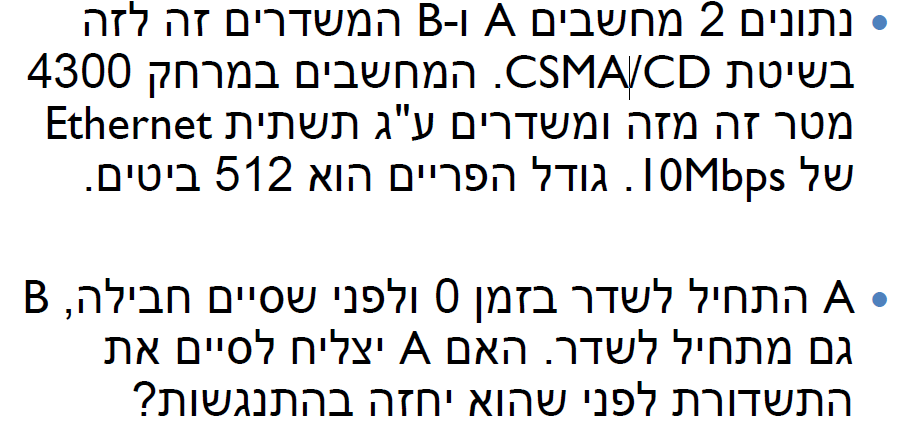 • נתונים 2 מחשבים A ו-B המשדרים זה לזה
בשיטת CSMA/CD. המחשבים במרחק 4300
מטר זה מזה ומשדרים ע"ג תשתית Ethernet
של 10Mbps. גודל הפריים הוא 512 ביטים.
• A התחיל לשדר בזמן 0 ולפני שסיים חבילה, B
גם מתחיל לשדר. האם A יצליח לסיים את
התשדורת לפני שהוא יחזה בהתנגשות?